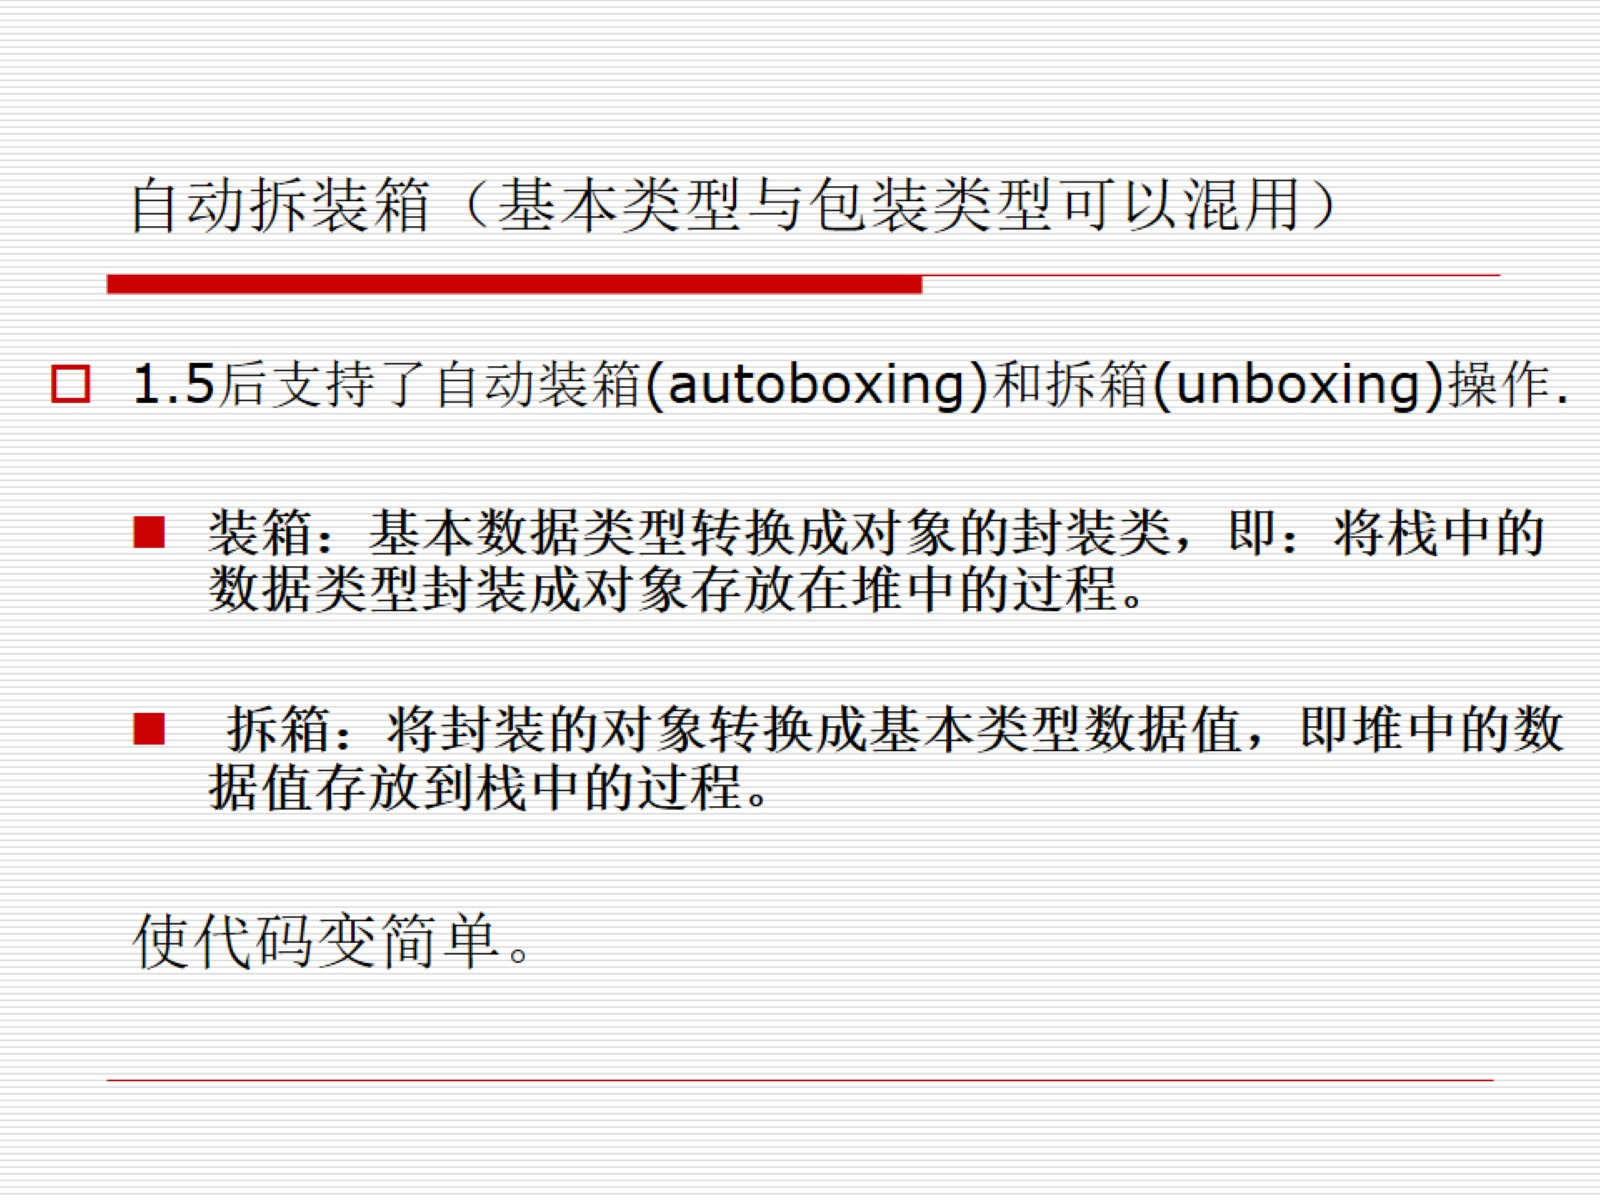 自动拆装箱（基本类型与包装类型可以混用）
1.5后支持了自动装箱(autoboxing)和拆箱(unboxing)操作.
装箱：基本数据类型转换成对象的封装类，即：将栈中的
数据类型封装成对象存放在堆中的过程。
拆箱：将封装的对象转换成基本类型数据值，即堆中的数
据值存放到栈中的过程。
使代码变简单。